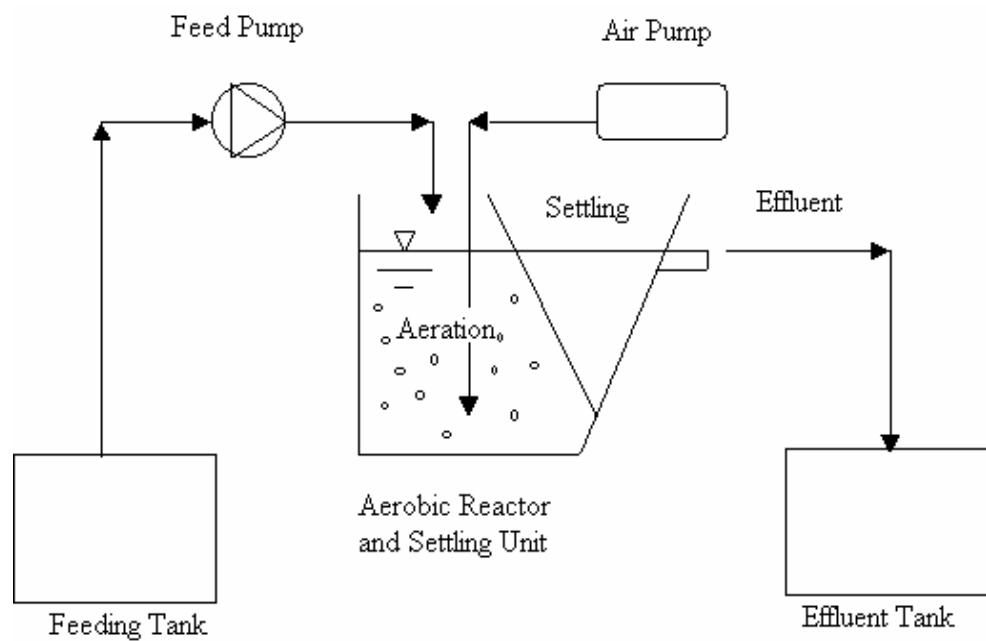 Feed Pump
Air Pump
Settling
Effluent
Aeration
Aerobic Reactor
and Settling Unit
Feeding Tank
Effluent Tank